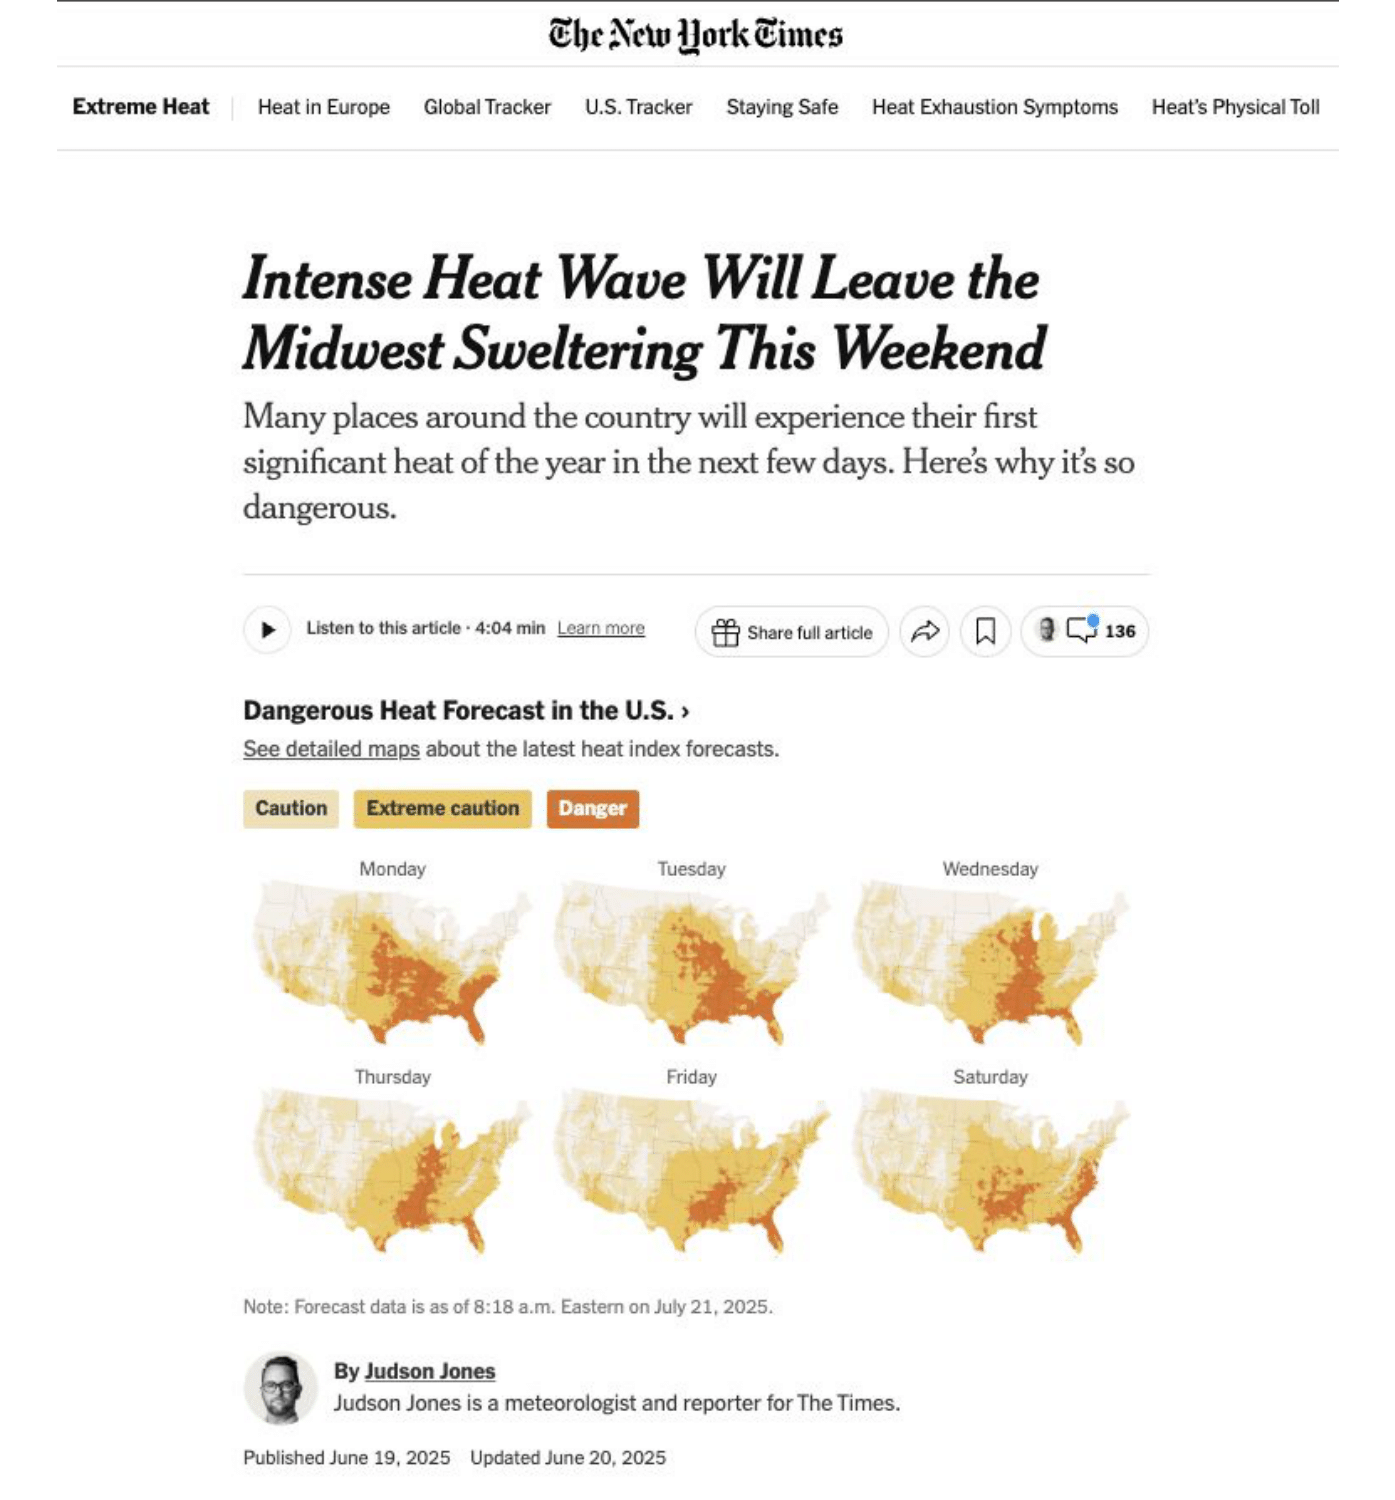 The New York Times
Extreme Heat
Heat in Europe
Global Tracker
U.S. Tracker
Staying Safe
Heat Exhaustion Symptoms
Heat's Physical Toll
Intense Heat Wave Will Leave the
Midwest Sweltering This Weekend
Many places around the country will experience their first
significant heat of the year in the next few days. Here's why it's so
dangerous.
Listen to this article · 4:04 min Learn more
Share full article
136
Dangerous Heat Forecast in the U.S. ›
See detailed maps about the latest heat index forecasts.
Caution
Extreme caution
Danger
Monday
Tuesday
Wednesday
Thursday
Friday
Saturday
Note: Forecast data is as of 8:18 a.m. Eastern on July 21, 2025.
By Judson Jones
Judson Jones is a meteorologist and reporter for The Times.
Published June 19, 2025 Updated June 20, 2025